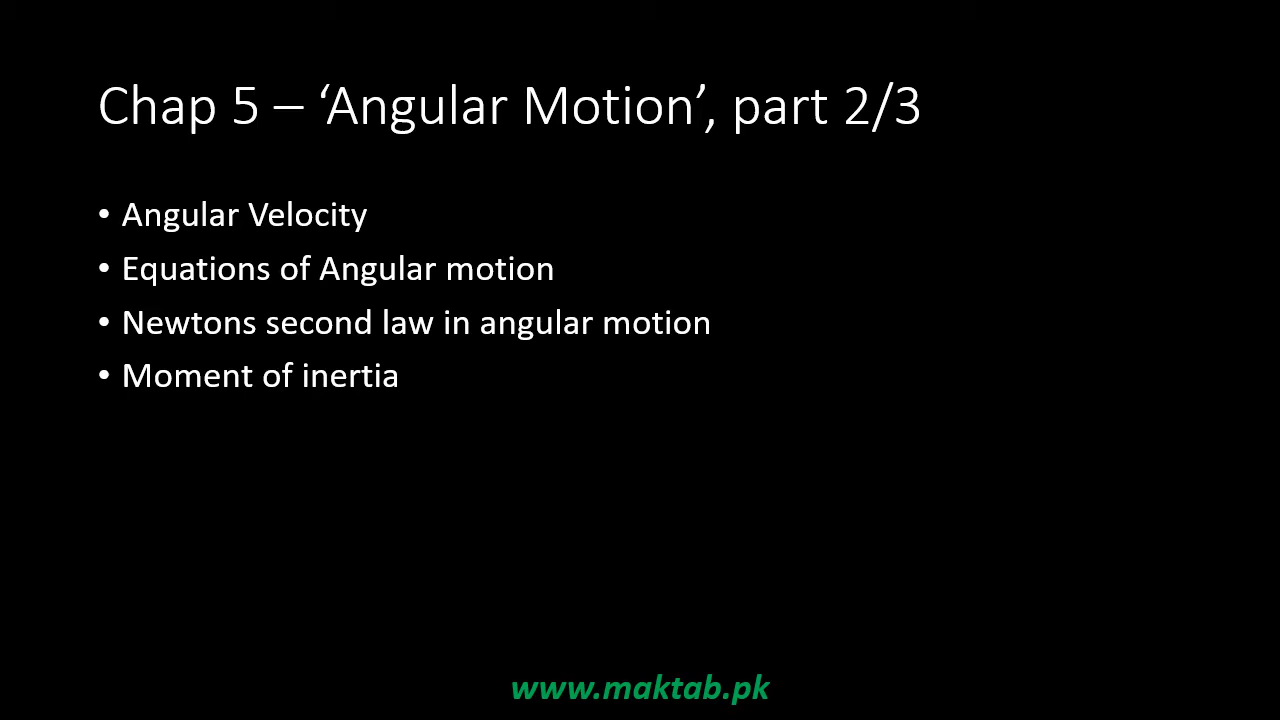 Chap 5 – ‘Angular Motion’, part 2/3
• Angular Velocity
• Equations of Angular motion
• Newtons second law in angular motion
• Moment of inertia
www.maktab.pk